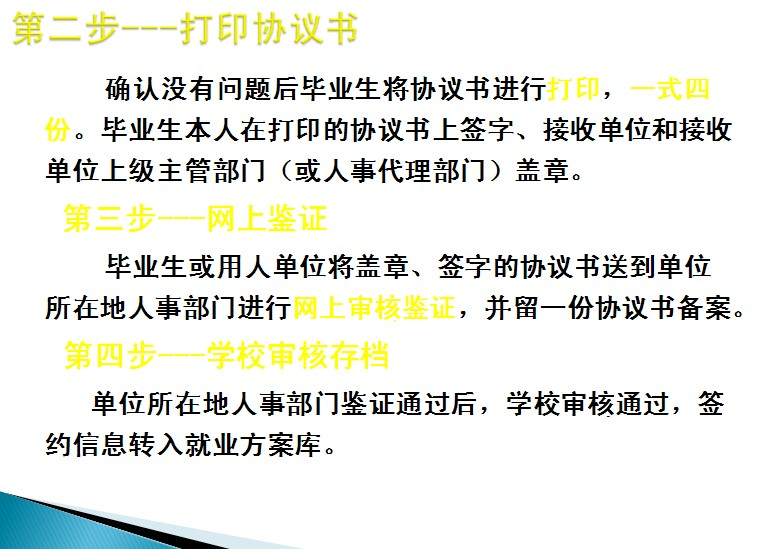 第二步---打印协议书
确认没有问题后毕业生将协议书进行打印，一式四
份。毕业生本人在打印的协议书上签字、接收单位和接收
单位上级主管部门（或人事代理部门）盖章。
第三步---网上鉴证
毕业生或用人单位将盖章、签字的协议书送到单位
所在地人事部门进行网上审核鉴证，并留一份协议书备案。
第四步---学校审核存档
单位所在地人事部门鉴证通过后，学校审核通过，签
约信息转入就业方案库。